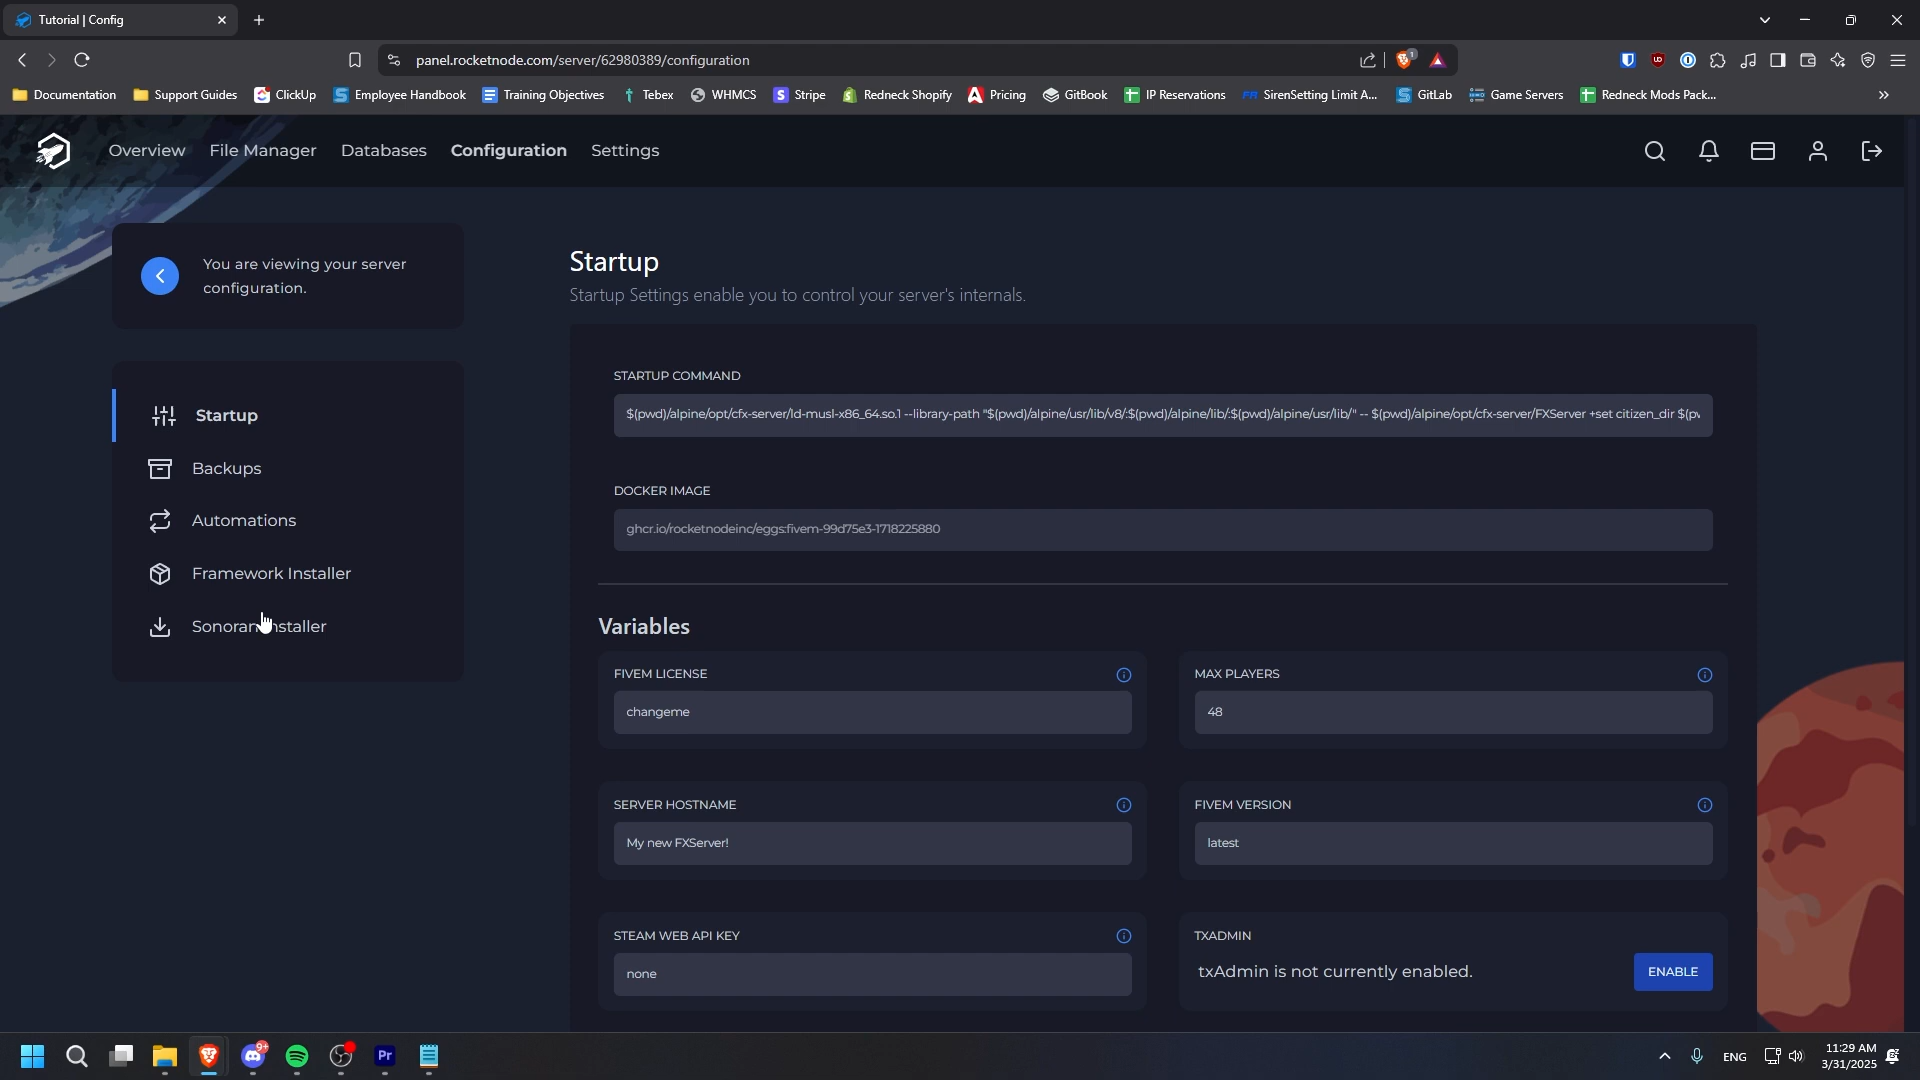 Tutorial | Config
panel.rocketnode.com/server/62980389/configuration
1
Documentation Support Guides ClickUp Employee Handbook Training Objectives Tebex WHMCS Stripe Redneck Shopify Pricing GitBook IP Reservations SirenSetting Limit A... GitLab Game Servers Redneck Mods Pack...
Overview File Manager Databases Configuration Settings
You are viewing your server
configuration.
Startup
Backups
Automations
Framework Installer
Sonoran
Startup
Startup Settings enable you to control your server's internals.
STARTUP COMMAND
$(pwd)/alpine/opt/cfx-server/ld-musl-x86_64.so.1 --library-path "$(pwd)/alpine/usr/lib/v8/:$(pwd)/alpine/lib/:$(pwd)/alpine/usr/lib/" -- $(pwd)/alpine/opt/cfx-server/FXServer +set citizen_dir $(pv
DOCKER IMAGE
ghcr.io/rocketnodeinc/eggs:fivem-99d75e3-1718225880
Variables
FIVEM LICENSE
changeme
MAX PLAYERS
48
SERVER HOSTNAME
My new FXServer!
FIVEM VERSION
latest
STEAM WEB API KEY
none
TXADMIN
txAdmin is not currently enabled.
ENABLE
9+
Pr
ENG
11:29 AM
3/31/2025